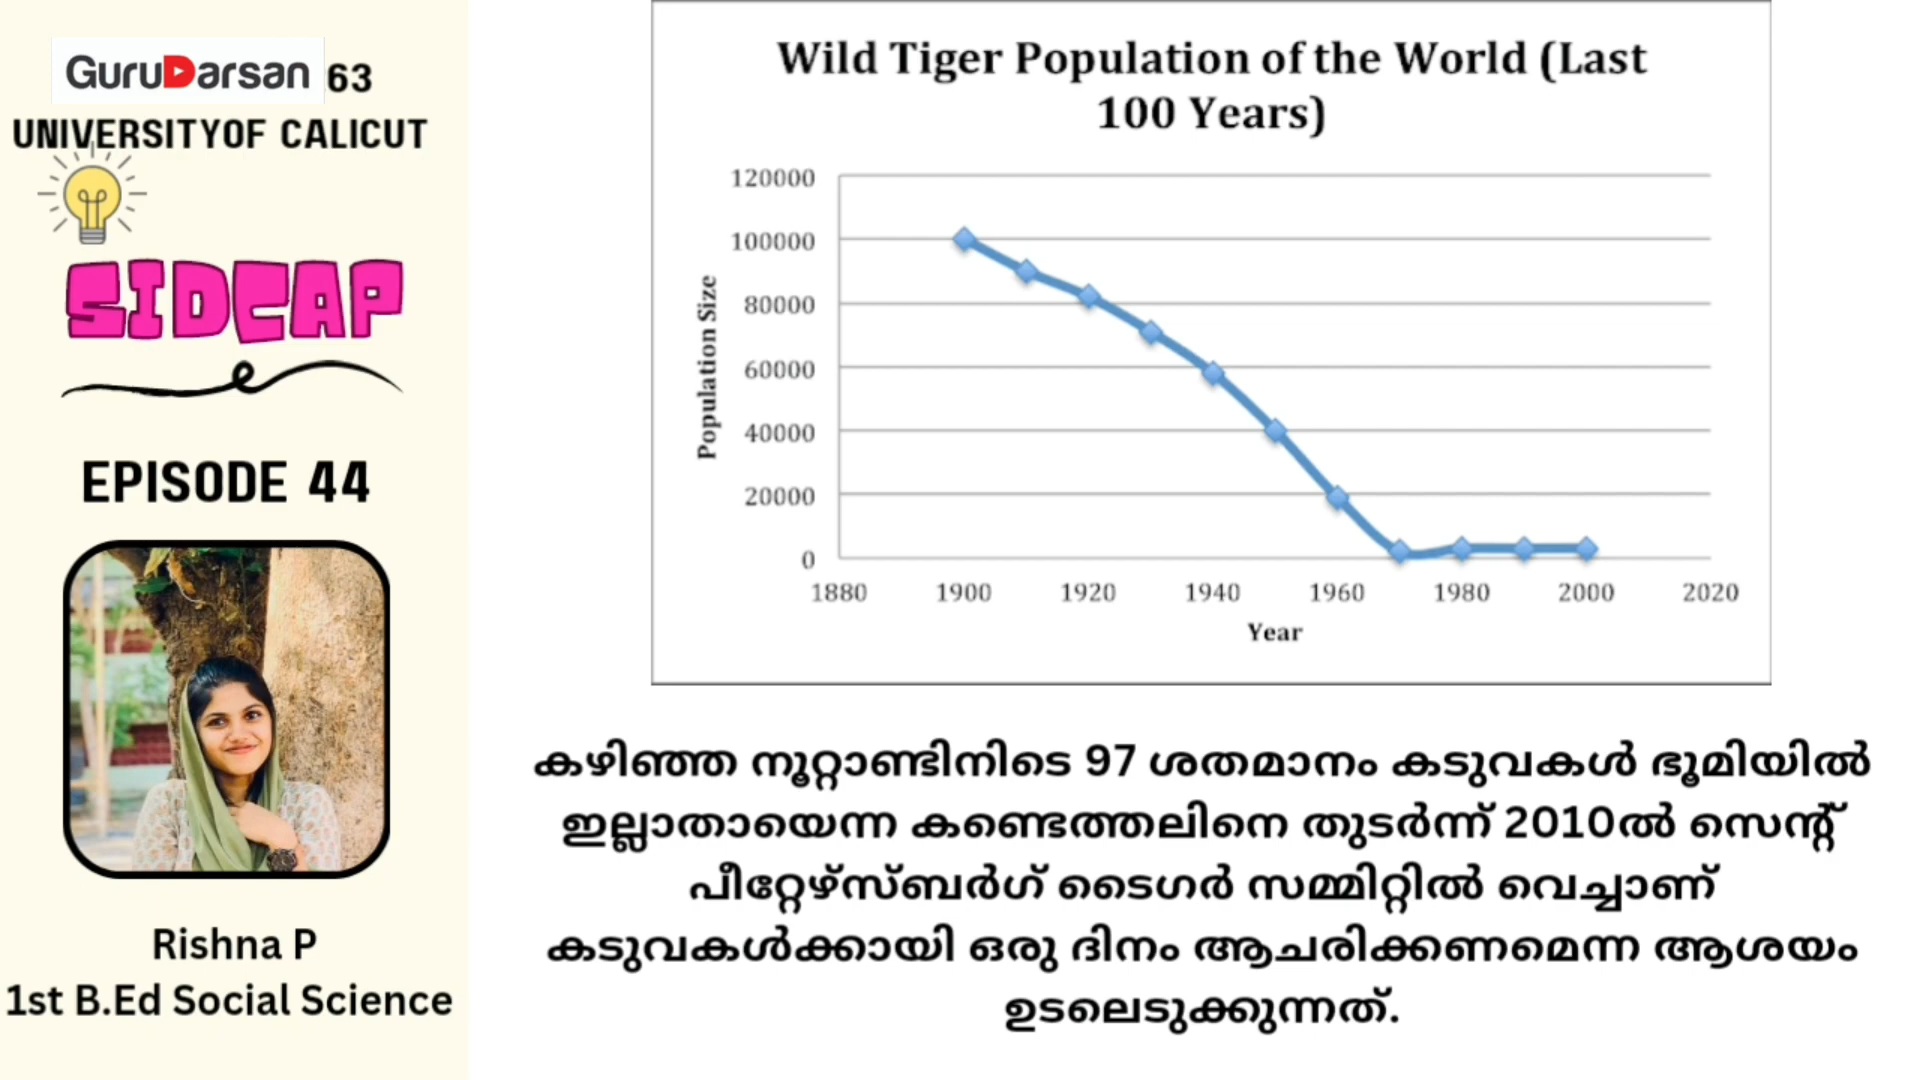 GuruDarsan 63
UNIVERSITYOF CALICUT
SIDCAP
EPISODE 44
Rishna P
1st B.Ed Social Science
Wild Tiger Population of the World (Last
100 Years)
120000
100000
80000
60000
40000
20000
0
Population Size
1880 1900 1920 1940 1960 1980 2000 2020
Year
കഴിഞ്ഞ നൂറ്റാണ്ടിനിടെ 97 ശതമാനം കടുവകൾ ഭൂമിയിൽ
ഇല്ലാതായെന്ന കണ്ടെത്തലിനെ തുടർന്ന് 2010ൽ സെന്റ്
പീറ്റേഴ്സ്ബർഗ് ടൈഗർ സമ്മിറ്റിൽ വെച്ചാണ്
കടുവകൾക്കായി ഒരു ദിനം ആചരിക്കണമെന്ന ആശയം
ഉടലെടുക്കുന്നത്.